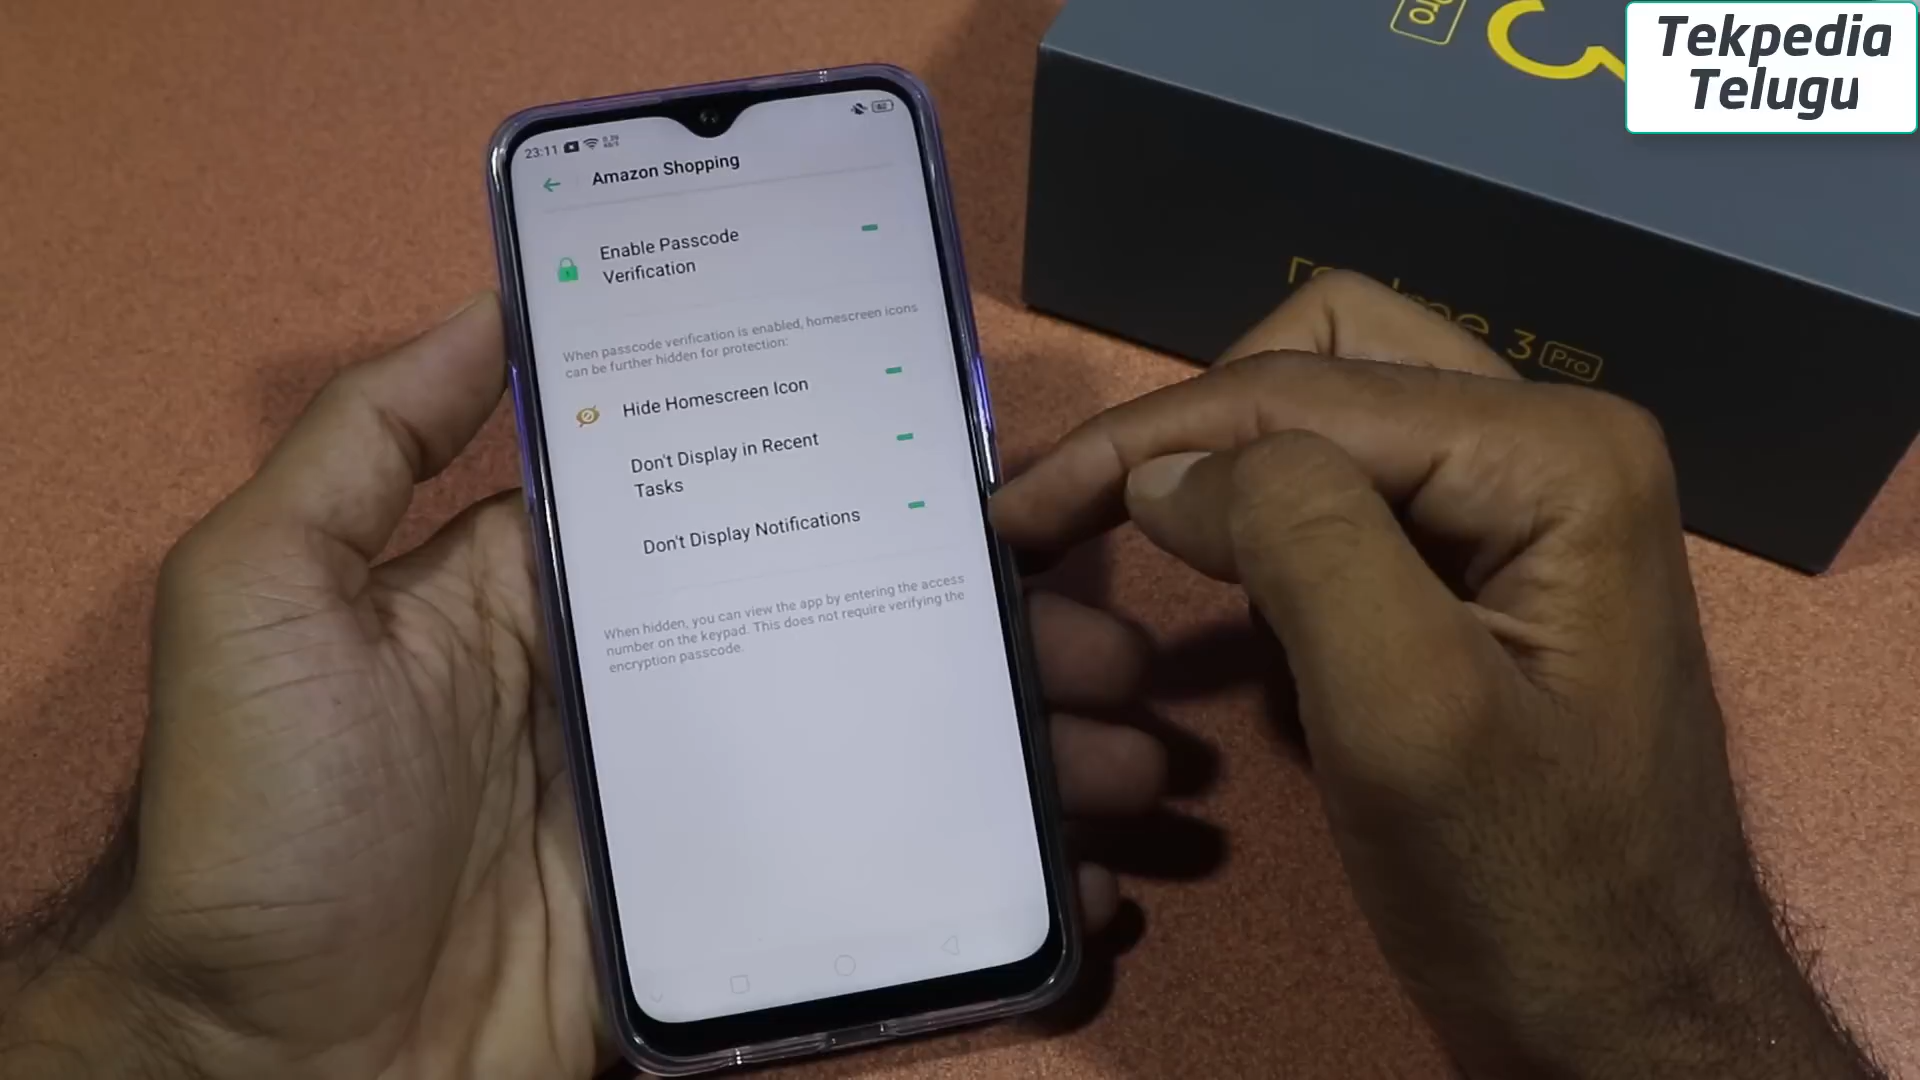 Tekpedia
Telugu
Pro
3
23:11
62
Amazon Shopping
Enable Passcode
Verification
When passcode verification is enabled, homescreen icons
can be further hidden for protection:
Hide Homescreen Icon
Don't Display in Recent
Tasks
Don't Display Notifications
When hidden, you can view the app by entering the access
number on the keypad. This does not require verifying the
encryption passcode.
realme 3 Pro